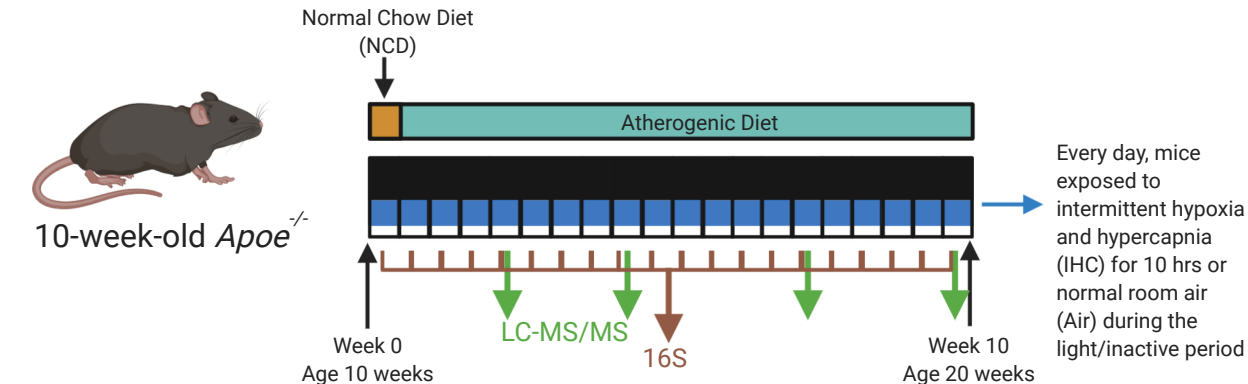 Normal Chow Diet
(NCD)
Atherogenic Diet
10-week-old Apoe-/-
Every day, mice
exposed to
intermittent hypoxia
and hypercapnia
(IHC) for 10 hrs or
normal room air
(Air) during the
light/inactive period
LC-MS/MS
16S
Week 0
Age 10 weeks
Week 10
Age 20 weeks